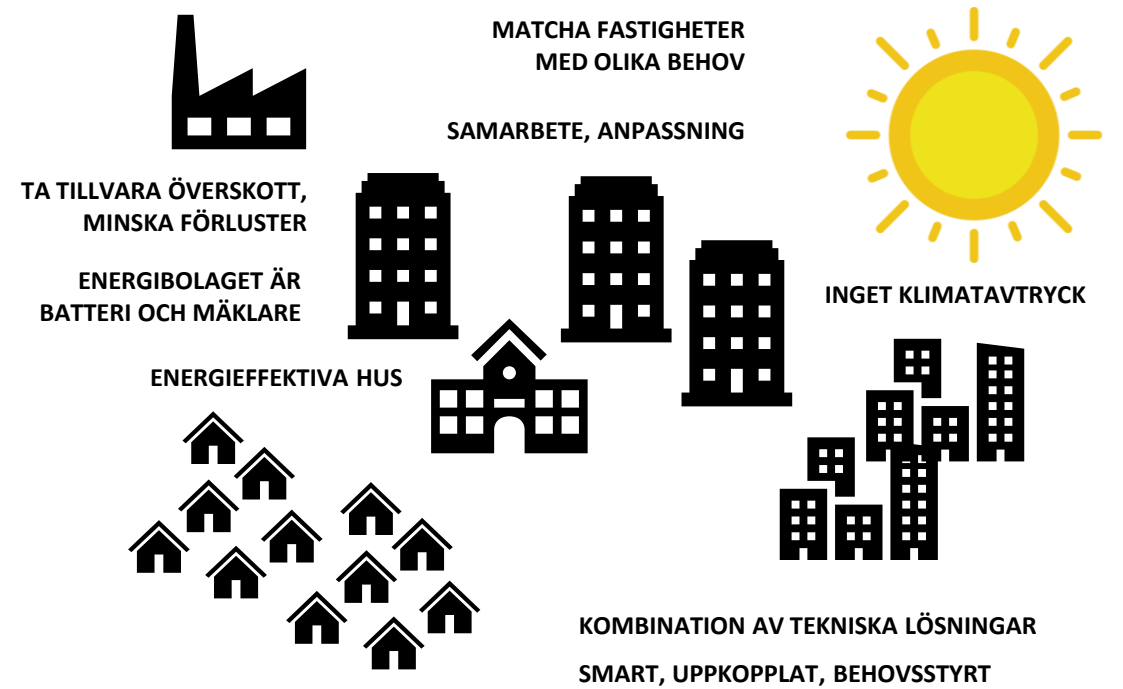 MATCHA FASTIGHETER
MED OLIKA BEHOV
SAMARBETE, ANPASSNING
TA TILLVARA ÖVERSKOTT,
MINSKA FÖRLUSTER
ENERGIBOLAGET ÄR
BATTERI OCH MÄKLARE
INGET KLIMATAVTRYCK
ENERGIEFFEKTIVA HUS
KOMBINATION AV TEKNISKA LÖSNINGAR
SMART, UPPKOPPLAT, BEHOVSSTYRT